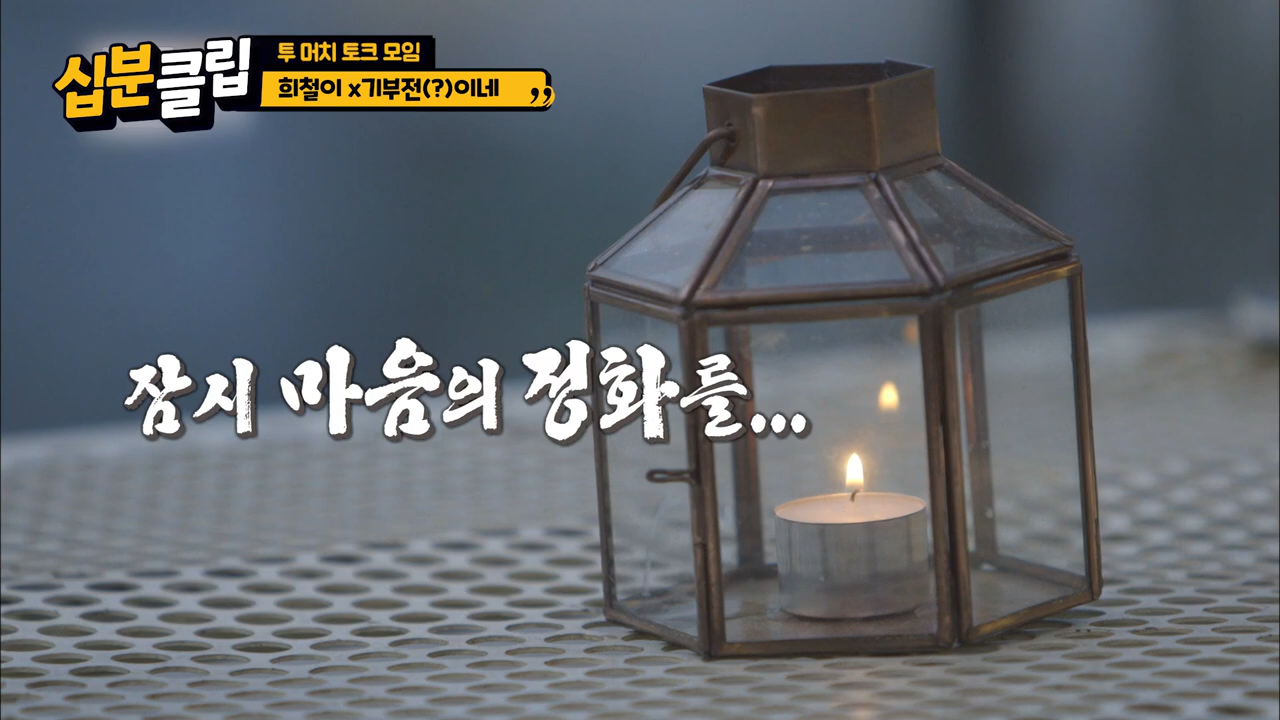 십분클립
투 머치 토크 모임
희철이 x기부전(?)이네 ,,
잠시 마음의 정화를...